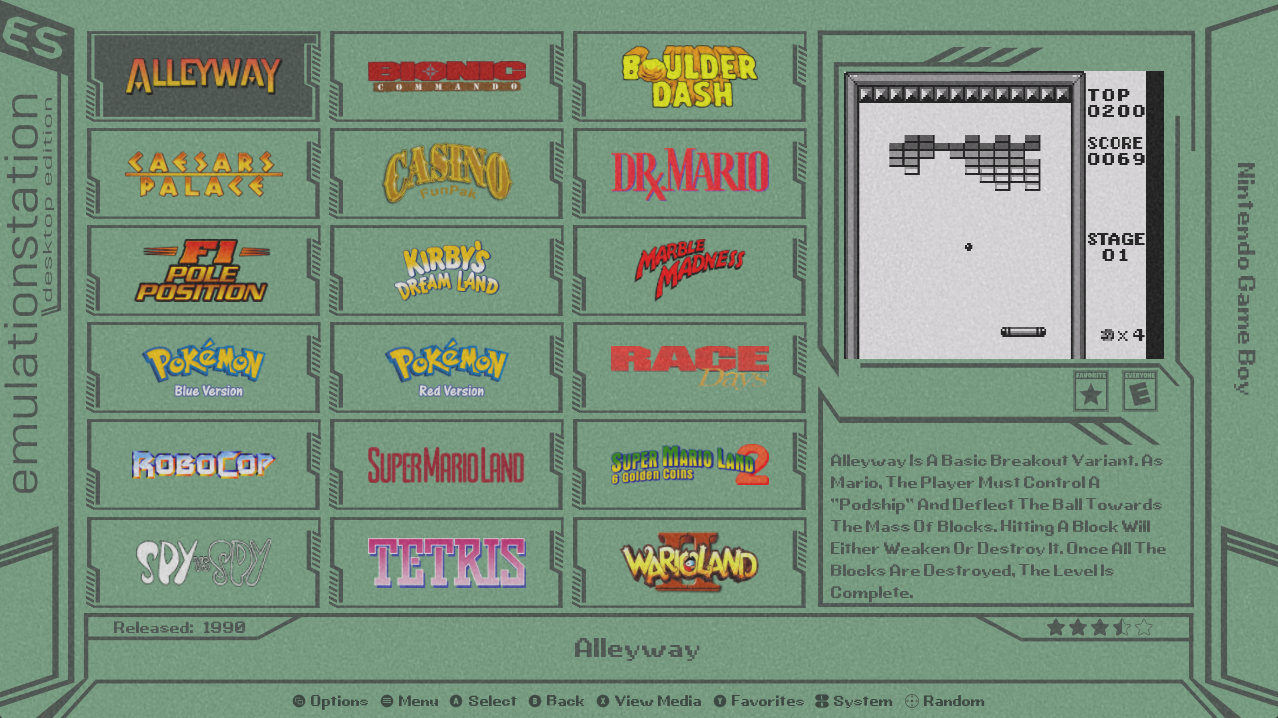 ES
emulationstation
desktop edition
ALLEYWAY
BIONIC
COMMANDO
BOULDER
DASH
CAESARS
PALACE
CASINO
FunPak
DR. MARIO
F1
POLE
POSITION
KIRBY'S
DREAM LAND
MARBLE
MADNESS
POKéMON
Blue Version
POKéMON
Red Version
RACE
Days
ROBOCOP
SUPER MARIO LAND
SUPER MARIO LAND 2
6 Golden Coins
SPY vs SPY
TETRIS
WARIO LAND
II
TOP
0200
SCORE
0069
STAGE
01
x 4
FAVORITE
EVERYONE
E
Alleyway Is A Basic Breakout Variant. As
Mario, The Player Must Control A
"Podship" And Deflect The Ball Towards
The Mass Of Blocks. Hitting A Block Will
Either Weaken Or Destroy It. Once All The
Blocks Are Destroyed, The Level Is
Complete.
Nintendo Game Boy
Released: 1990
Alleyway
Options Menu A Select B Back X View Media Y Favorites System Random